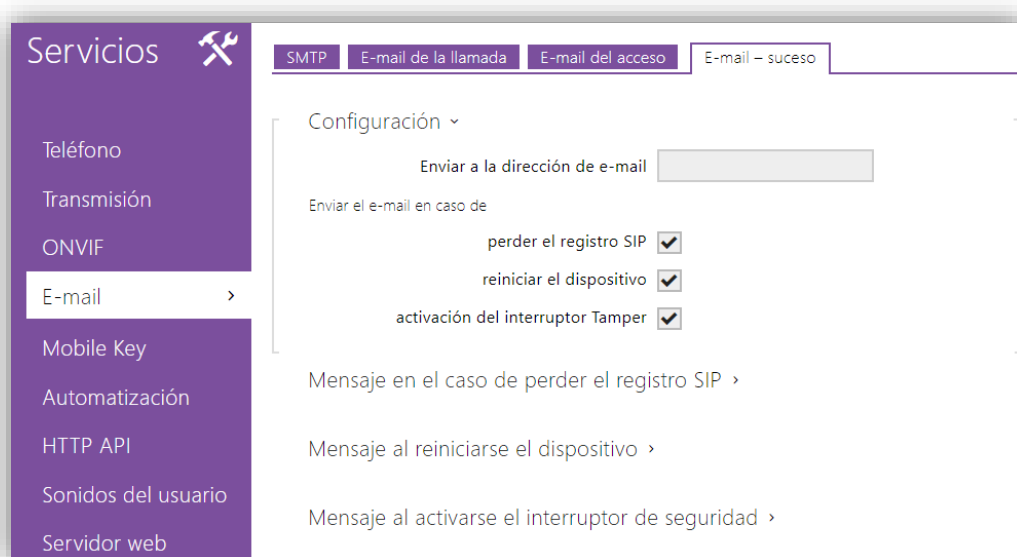 Servicios
Teléfono
Transmisión
ONVIF
E-mail
Mobile Key
Automatización
HTTP API
Sonidos del usuario
Servidor web
SMTP
E-mail de la llamada
E-mail del acceso
E-mail – suceso
Configuración
Enviar a la dirección de e-mail
Enviar el e-mail en caso de
perder el registro SIP
reiniciar el dispositivo
activación del interruptor Tamper
Mensaje en el caso de perder el registro SIP
Mensaje al reiniciarse el dispositivo
Mensaje al activarse el interruptor de seguridad